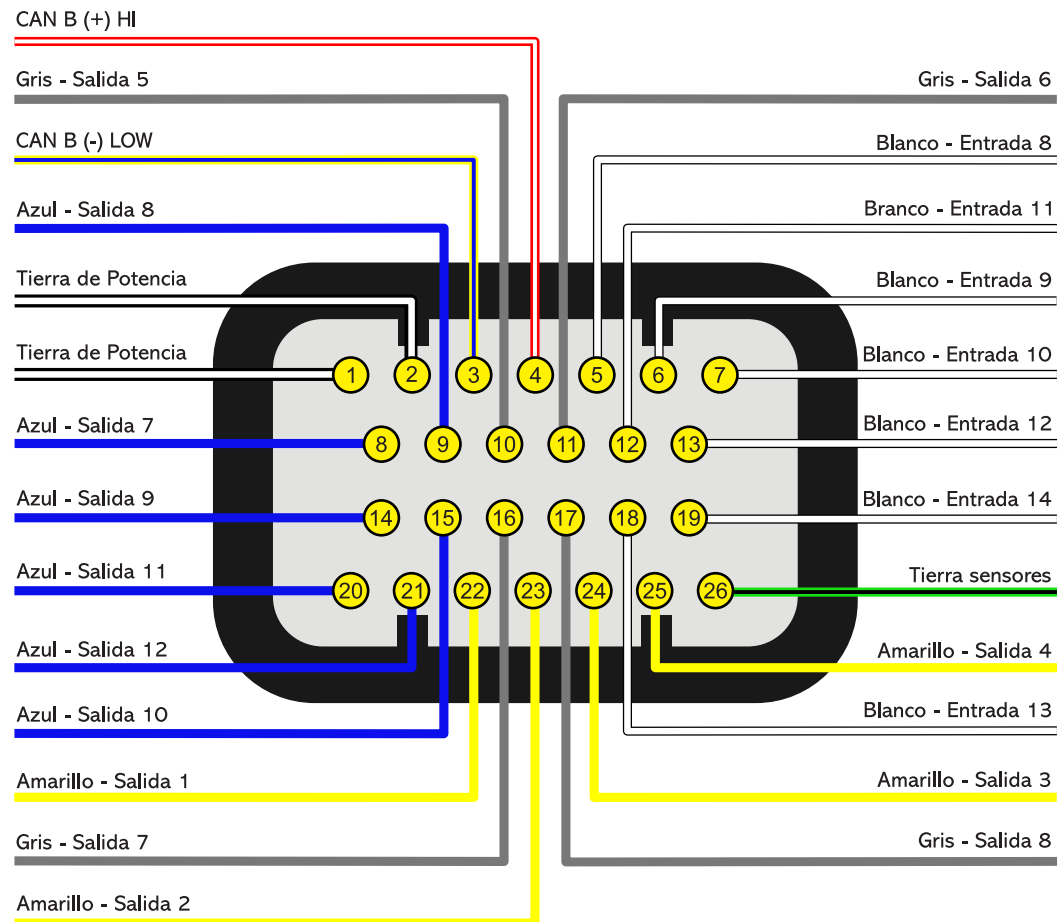 CAN B (+) HI
Gris - Salida 5
CAN B (-) LOW
Azul - Salida 8
Tierra de Potencia
Tierra de Potencia
Azul - Salida 7
Azul - Salida 9
Azul - Salida 11
Azul - Salida 12
Azul - Salida 10
Amarillo - Salida 1
Gris - Salida 7
Amarillo - Salida 2
1 2 3 4 5 6 7
8 9 10 11 12 13
14 15 16 17 18 19
20 21 22 23 24 25 26
Gris - Salida 6
Blanco - Entrada 8
Branco - Entrada 11
Blanco - Entrada 9
Blanco - Entrada 10
Blanco - Entrada 12
Blanco - Entrada 14
Tierra sensores
Amarillo - Salida 4
Blanco - Entrada 13
Amarillo - Salida 3
Gris - Salida 8